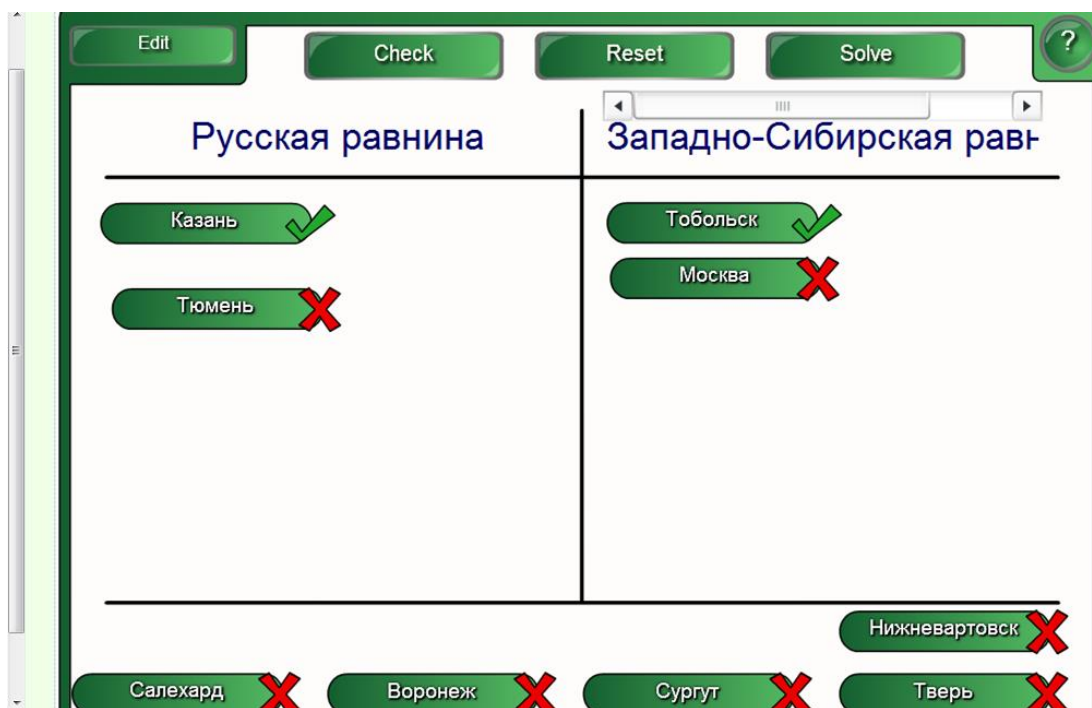 Edit
Check
Reset
Solve
?
Русская равнина
Западно-Сибирская равн
Казань
Тобольск
Москва
Тюмень
Нижневартовск
Салехард
Воронеж
Сургут
Тверь